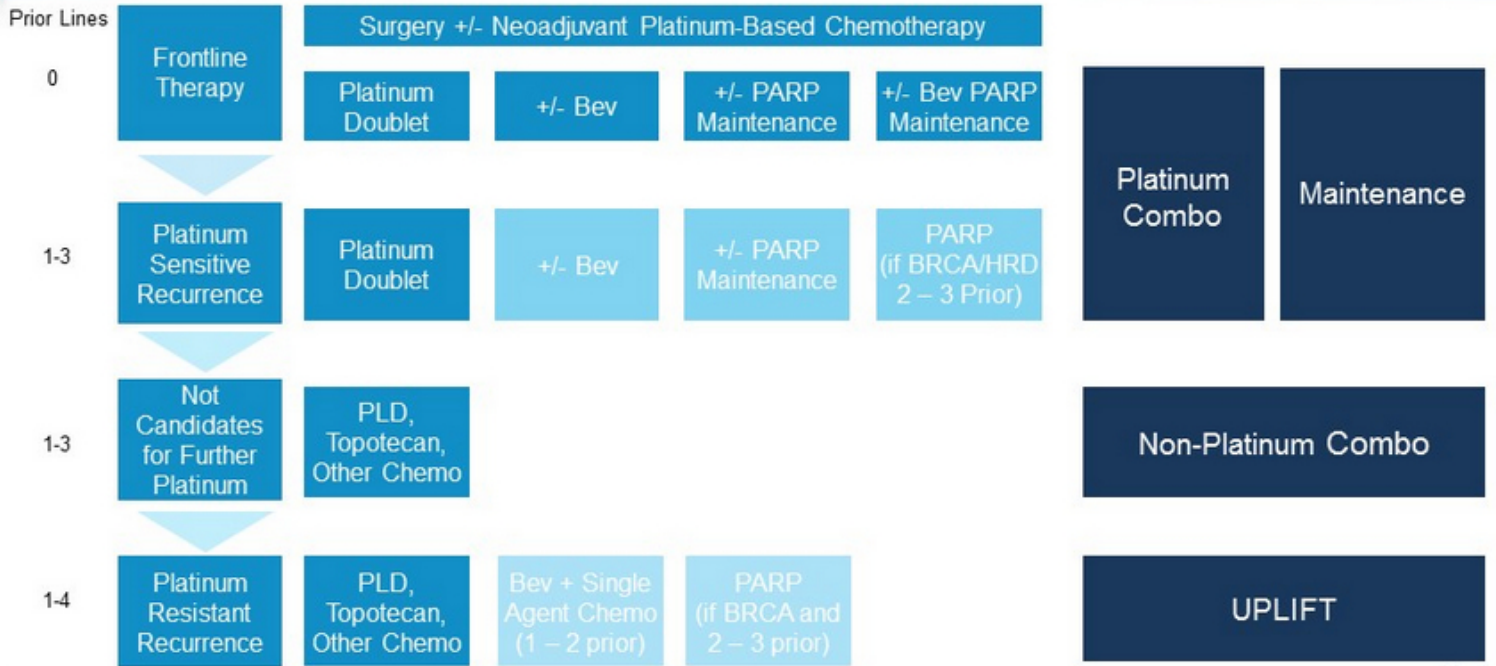 Prior Lines
0
Frontline
Therapy
Surgery +/- Neoadjuvant Platinum-Based Chemotherapy
Platinum
Doublet
+/- Bev
+/- PARP
Maintenance
+/- Bev PARP
Maintenance
Platinum
Combo
Maintenance
1-3
Platinum
Sensitive
Recurrence
Platinum
Doublet
+/- Bev
+/- PARP
Maintenance
PARP
(if BRCA/HRD
2 – 3 Prior)
1-3
Not
Candidates
for Further
Platinum
PLD,
Topotecan,
Other Chemo
Non-Platinum Combo
1-4
Platinum
Resistant
Recurrence
PLD,
Topotecan,
Other Chemo
Bev + Single
Agent Chemo
(1 – 2 prior)
PARP
(if BRCA and
2 – 3 prior)
UPLIFT